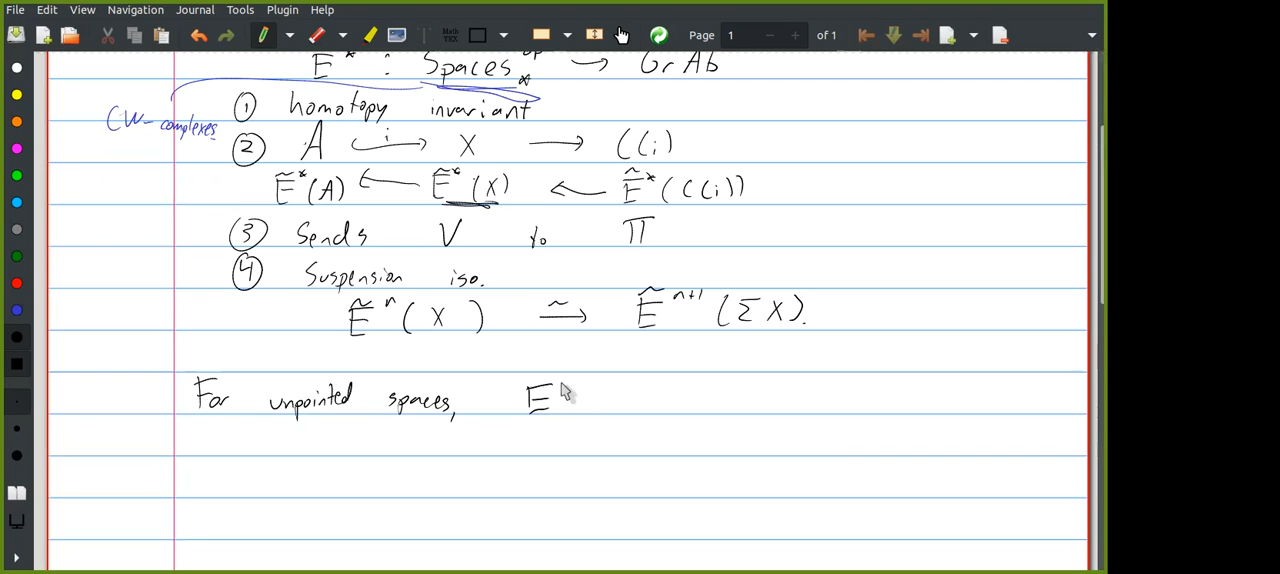 File Edit View Navigation Journal Tools Plugin Help
Page 1 of 1
Ẽ* : Spaces*^op → GrAb
CW-complexes
① homotopy invariant
② A ↪^i X → C(i)
Ẽ*(A) ← Ẽ*(X) ← Ẽ*(C(i))
③ Sends ∨ to Π
④ Suspension iso.
Ẽ^n(X) →^~ Ẽ^{n+1}(ΣX).
For unpointed spaces, E